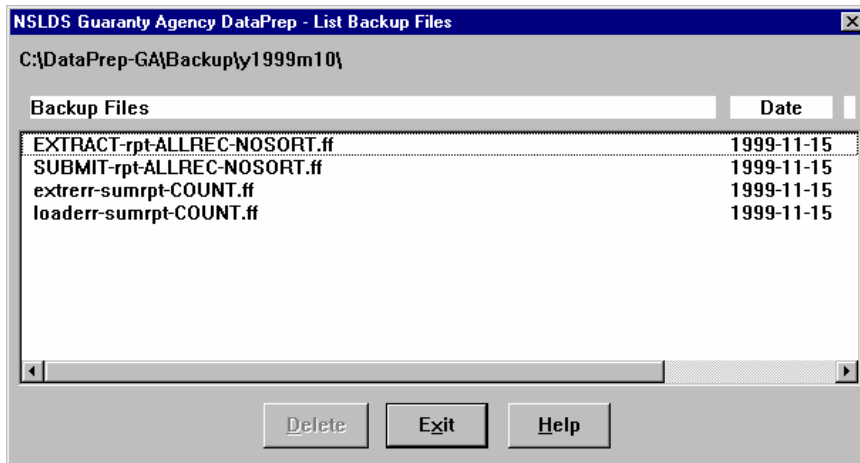 NSLDS Guaranty Agency DataPrep - List Backup Files
C:\DataPrep-GA\Backup\y1999m10\
Backup Files Date
EXTRACT-rpt-ALLREC-NOSORT.ff 1999-11-15
SUBMIT-rpt-ALLREC-NOSORT.ff 1999-11-15
extrerr-sumrpt-COUNT.ff 1999-11-15
loaderr-sumrpt-COUNT.ff 1999-11-15
Delete Exit Help